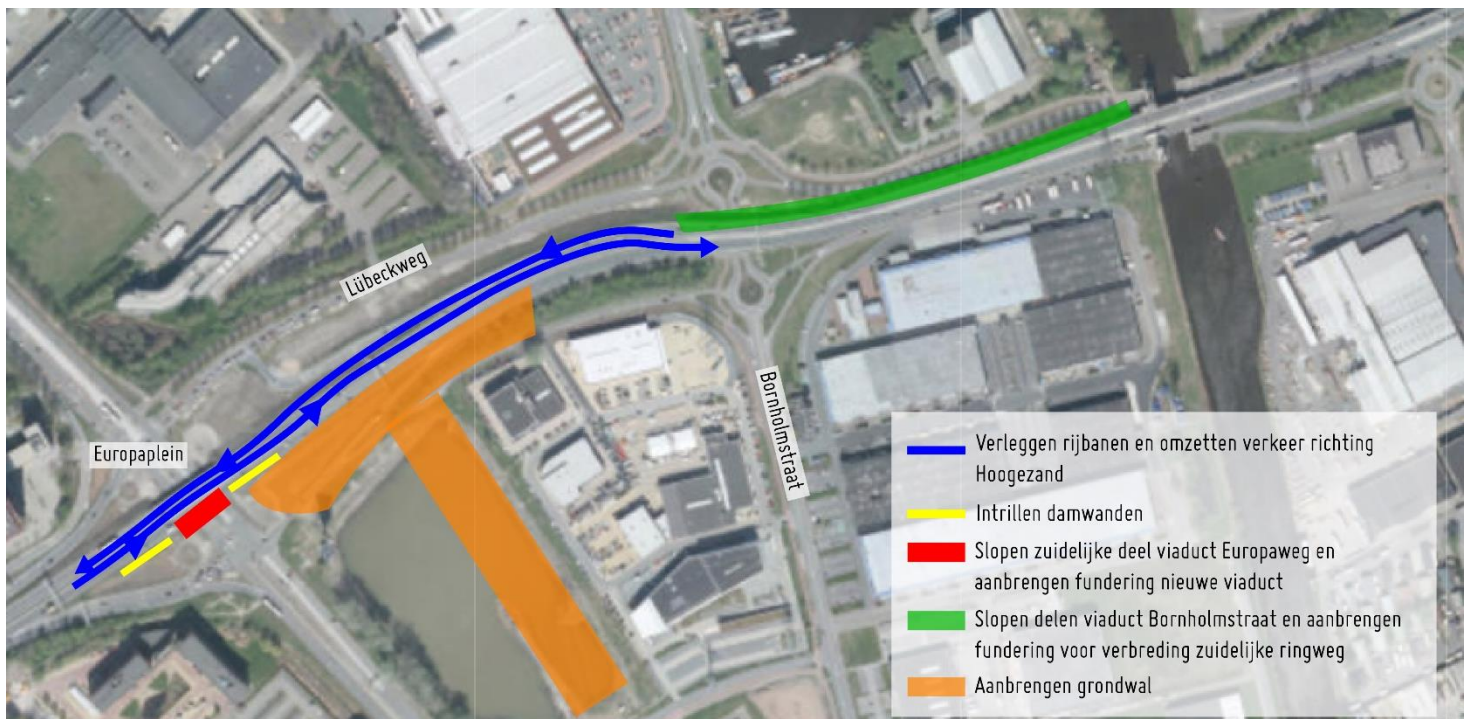 Lübeckweg
Europaplein
Bornholmstraat
Verleggen rijbanen en omzetten verkeer richting
Hoogezand
Intrillen damwanden
Slopen zuidelijke deel viaduct Europaweg en
aanbrengen fundering nieuwe viaduct
Slopen delen viaduct Bornholmstraat en aanbrengen
fundering voor verbreding zuidelijke ringweg
Aanbrengen grondwal